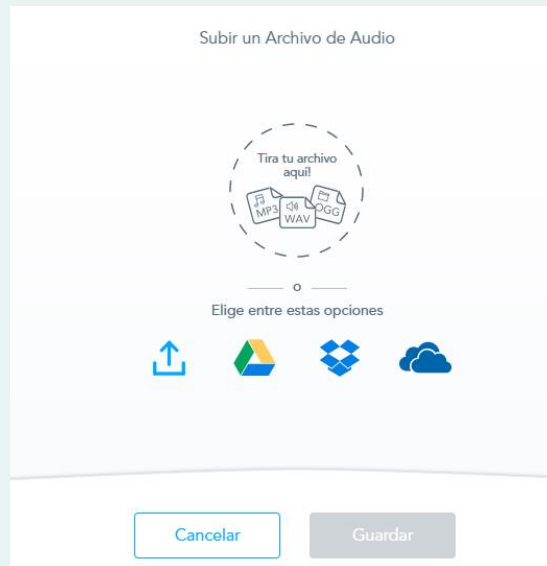 Subir un Archivo de Audio
Tira tu archivo
aquí!
MP3
WAV
OGG
o
Elige entre estas opciones
Cancelar
Guardar